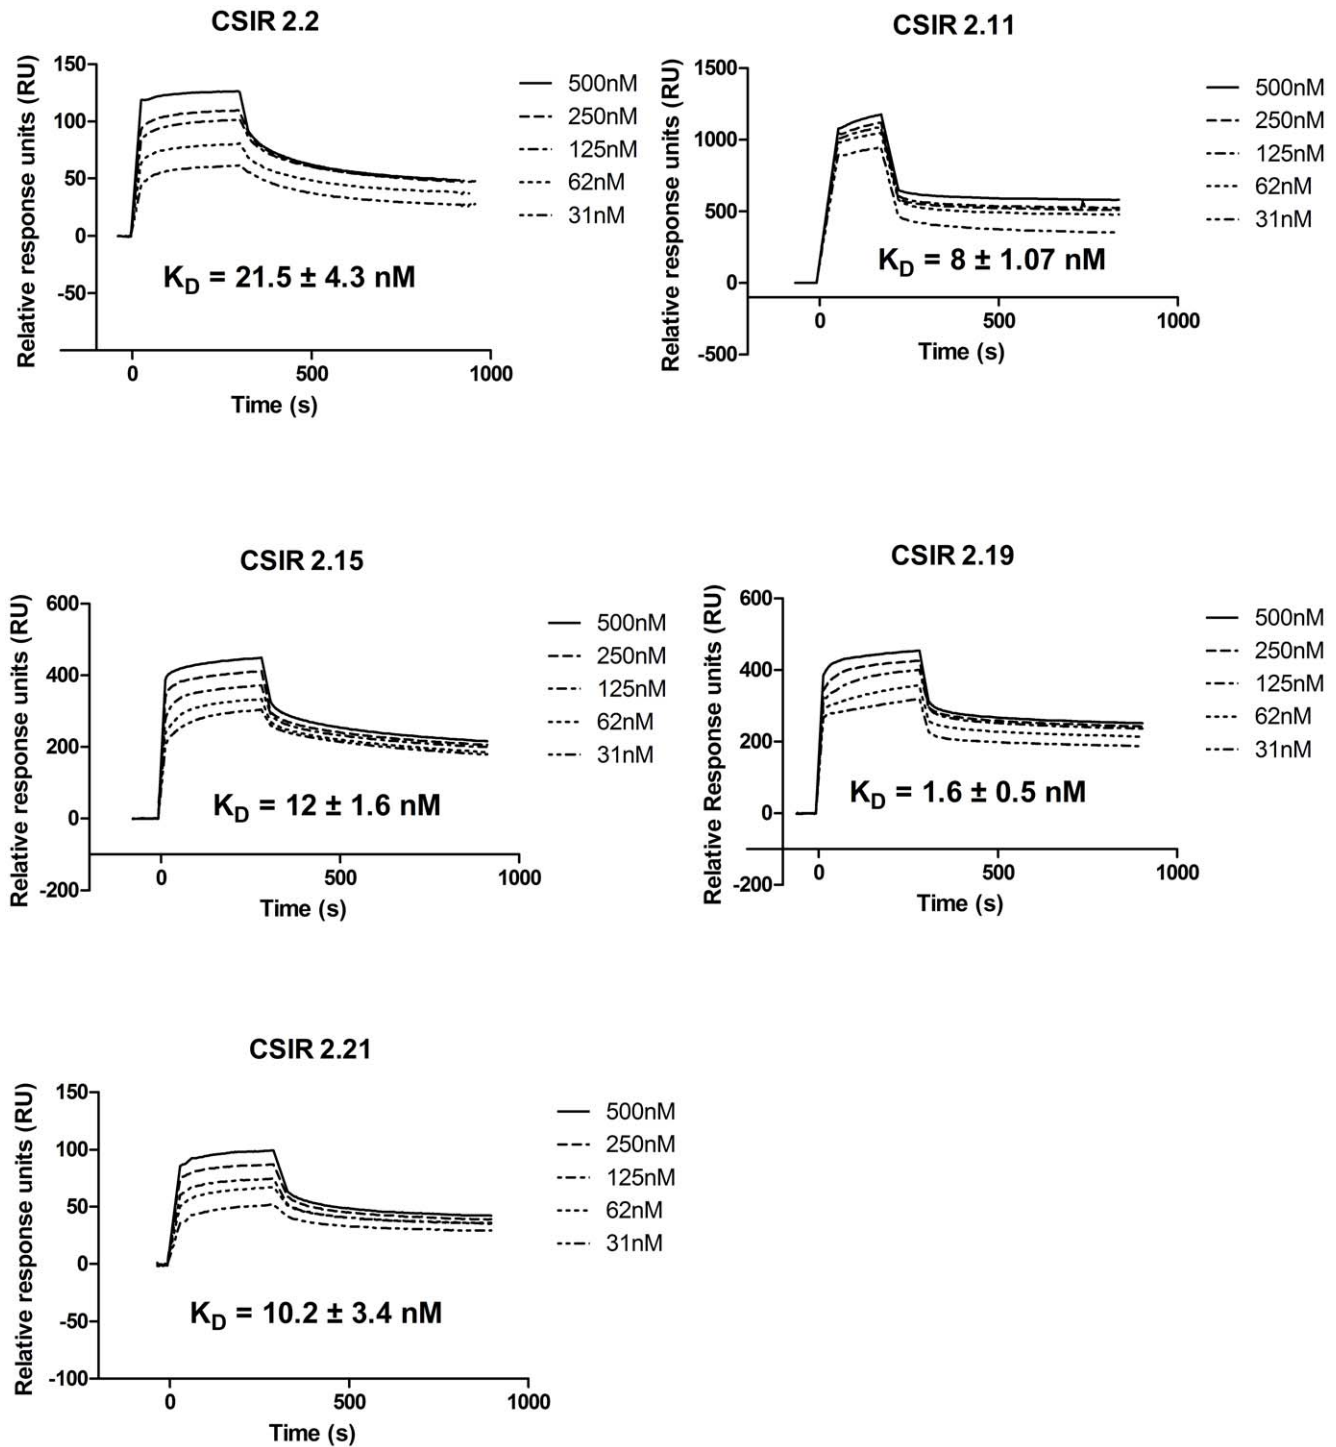 CSIR 2.2
Relative response units (RU)
150
100
50
0
-50
0
500
1000
Time (s)
500nM
250nM
125nM
62nM
31nM
KD = 21.5 ± 4.3 nM
CSIR 2.11
Relative response units (RU)
1500
1000
500
0
-500
0
500
1000
Time (s)
500nM
250nM
125nM
62nM
31nM
KD = 8 ± 1.07 nM
CSIR 2.15
Relative response units (RU)
600
400
200
0
-200
0
500
1000
Time (s)
500nM
250nM
125nM
62nM
31nM
KD = 12 ± 1.6 nM
CSIR 2.19
Relative Response units (RU)
600
400
200
0
-200
0
500
1000
Time (s)
500nM
250nM
125nM
62nM
31nM
KD = 1.6 ± 0.5 nM
CSIR 2.21
Relative response units (RU)
150
100
50
0
-50
-100
0
500
1000
Time (s)
500nM
250nM
125nM
62nM
31nM
KD = 10.2 ± 3.4 nM